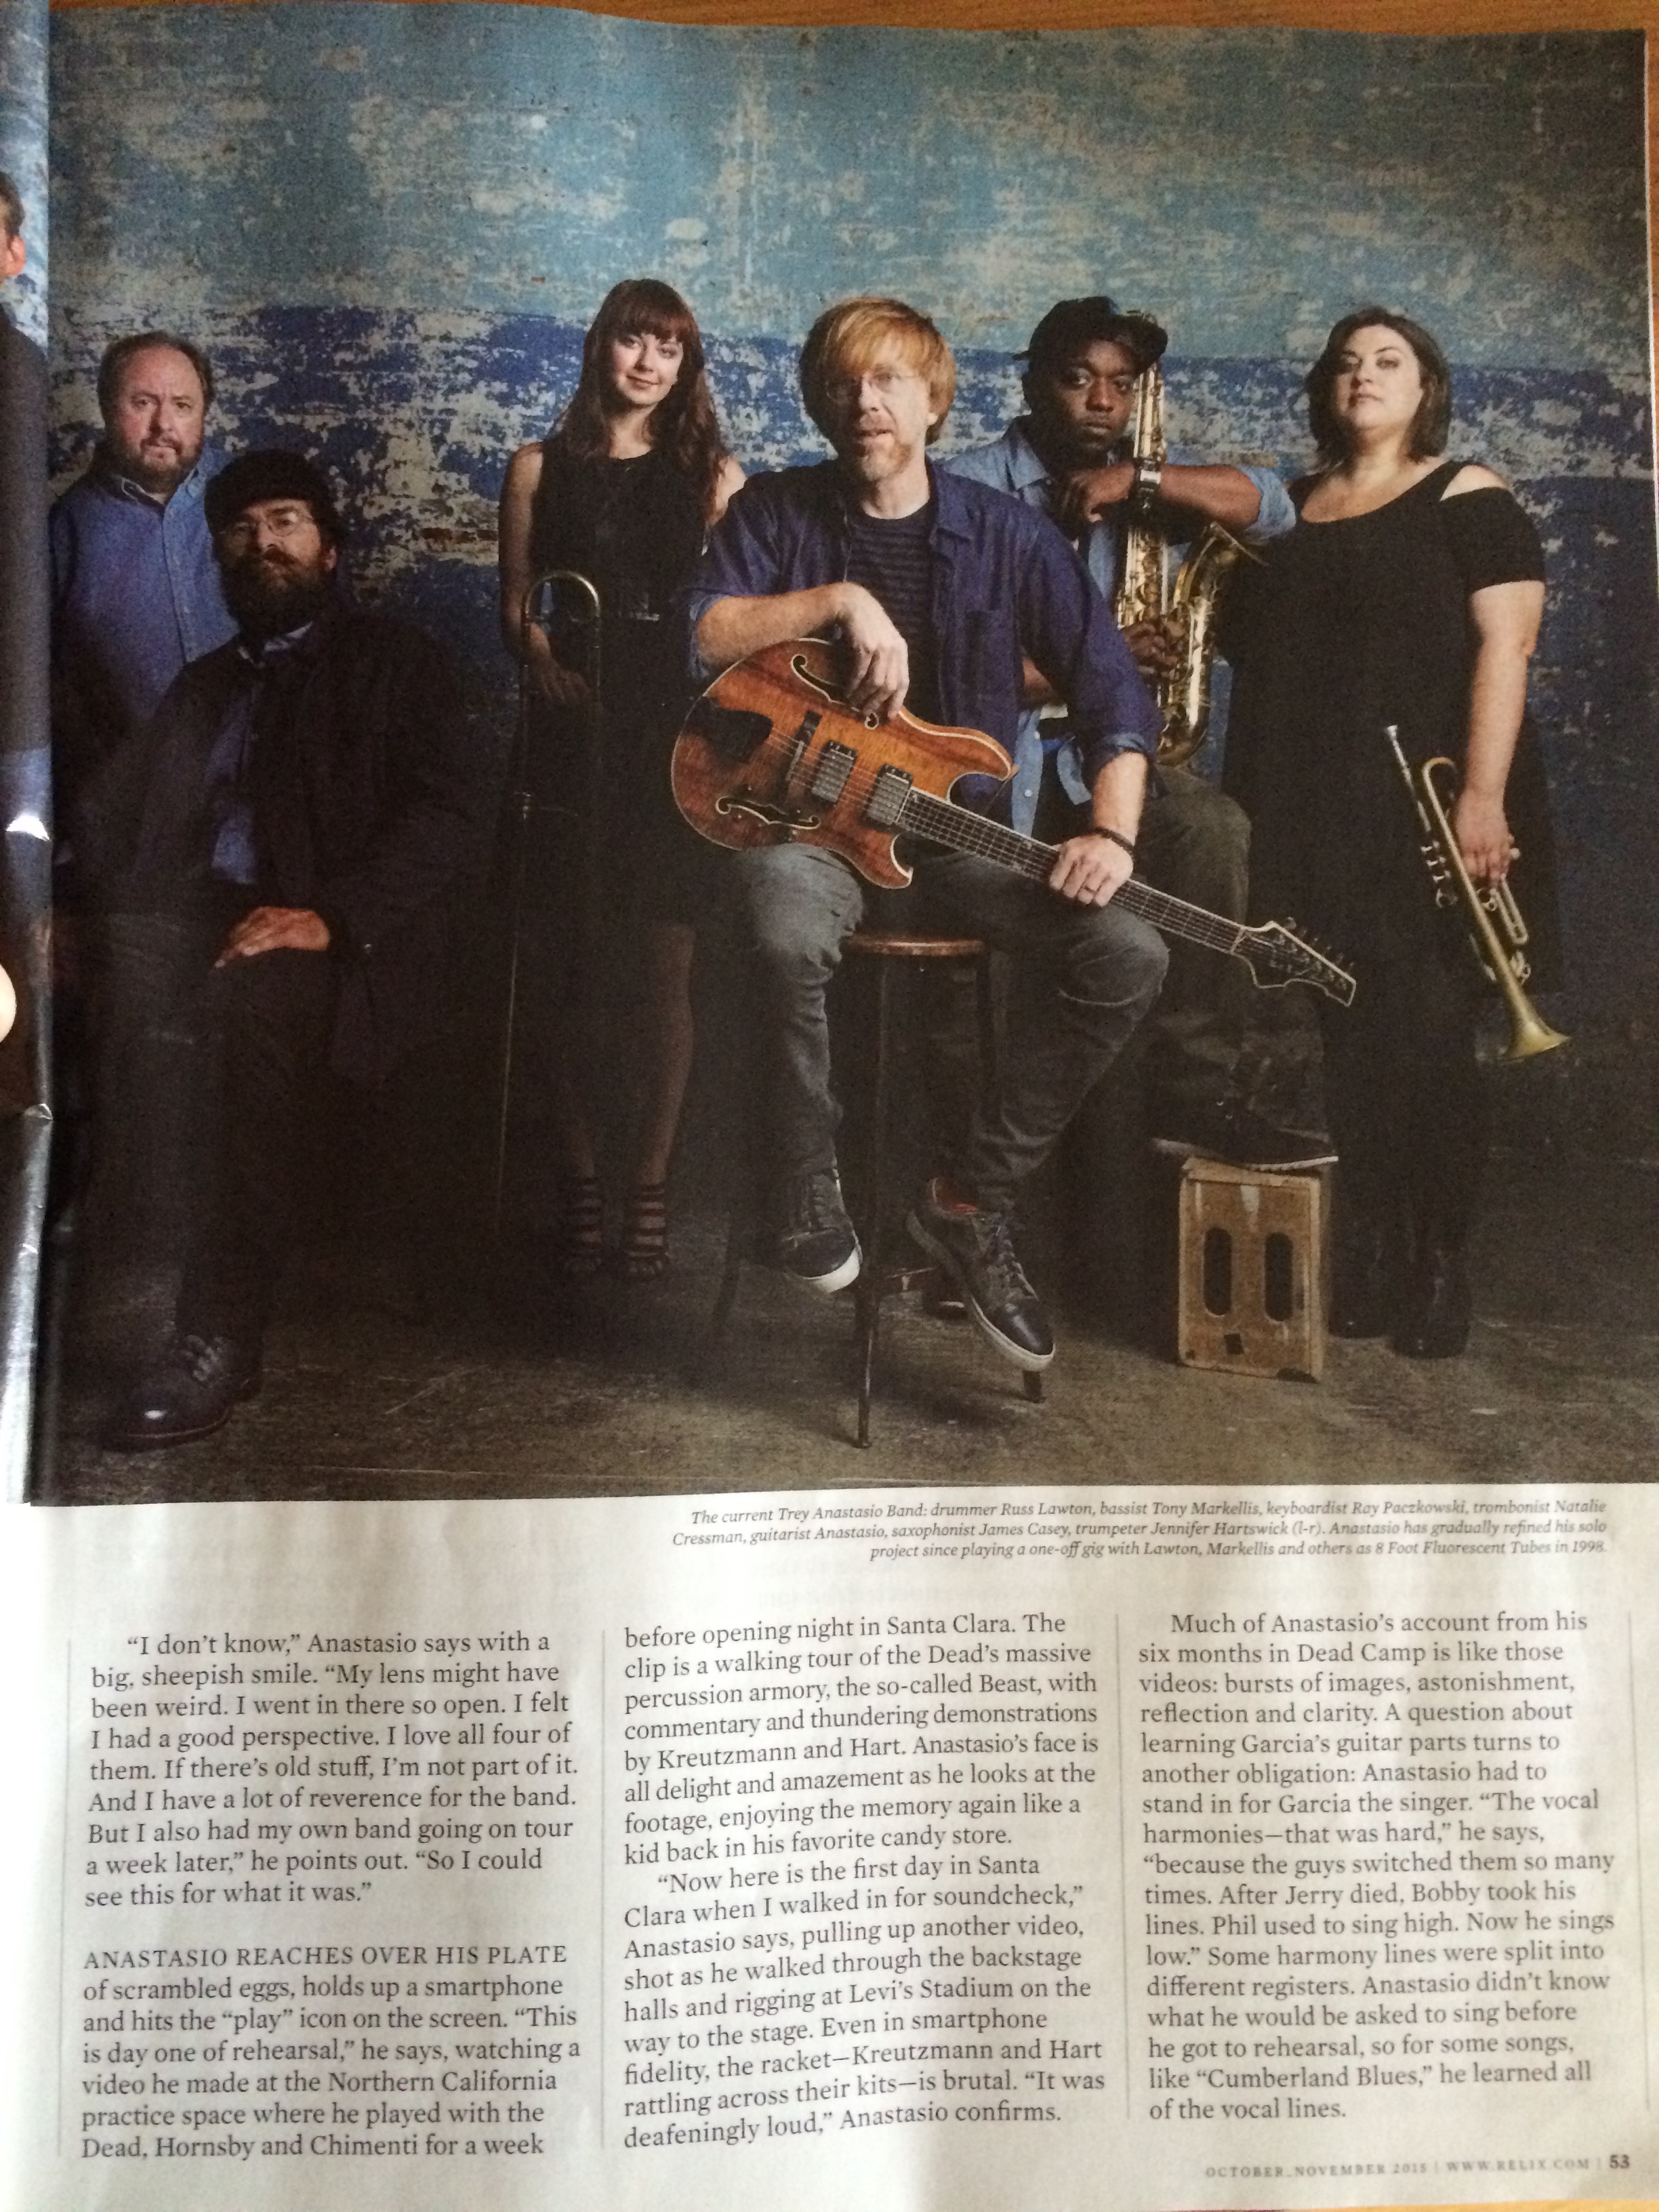 The current Trey Anastasio Band: drummer Russ Lawton, bassist Tony Markellis, keyboardist Ray Paczkowski, trombonist Natalie
Cressman, guitarist Anastasio, saxophonist James Casey, trumpeter Jennifer Hartswick (l-r). Anastasio has gradually refined his solo
project since playing a one-off gig with Lawton, Markellis and others as 8 Foot Fluorescent Tubes in 1998.
“I don’t know,” Anastasio says with a
big, sheepish smile. “My lens might have
been weird. I went in there so open. I felt
I had a good perspective. I love all four of
them. If there’s old stuff, I’m not part of it.
And I have a lot of reverence for the band.
But I also had my own band going on tour
a week later,” he points out. “So I could
see this for what it was.”
ANASTASIO REACHES OVER HIS PLATE
of scrambled eggs, holds up a smartphone
and hits the “play” icon on the screen. “This
is day one of rehearsal,” he says, watching a
video he made at the Northern California
practice space where he played with the
Dead, Hornsby and Chimenti for a week
before opening night in Santa Clara. The
clip is a walking tour of the Dead’s massive
percussion armory, the so-called Beast, with
commentary and thundering demonstrations
by Kreutzmann and Hart. Anastasio’s face is
all delight and amazement as he looks at the
footage, enjoying the memory again like a
kid back in his favorite candy store.
“Now here is the first day in Santa
Clara when I walked in for soundcheck,”
Anastasio says, pulling up another video,
shot as he walked through the backstage
halls and rigging at Levi’s Stadium on the
way to the stage. Even in smartphone
fidelity, the racket—Kreutzmann and Hart
rattling across their kits—is brutal. “It was
deafeningly loud,” Anastasio confirms.
Much of Anastasio’s account from his
six months in Dead Camp is like those
videos: bursts of images, astonishment,
reflection and clarity. A question about
learning Garcia’s guitar parts turns to
another obligation: Anastasio had to
stand in for Garcia the singer. “The vocal
harmonies—that was hard,” he says,
“because the guys switched them so many
times. After Jerry died, Bobby took his
lines. Phil used to sing high. Now he sings
low.” Some harmony lines were split into
different registers. Anastasio didn’t know
what he would be asked to sing before
he got to rehearsal, so for some songs,
like “Cumberland Blues,” he learned all
of the vocal lines.
OCTOBER_NOVEMBER 2015 | WWW.RELIX.COM | 53